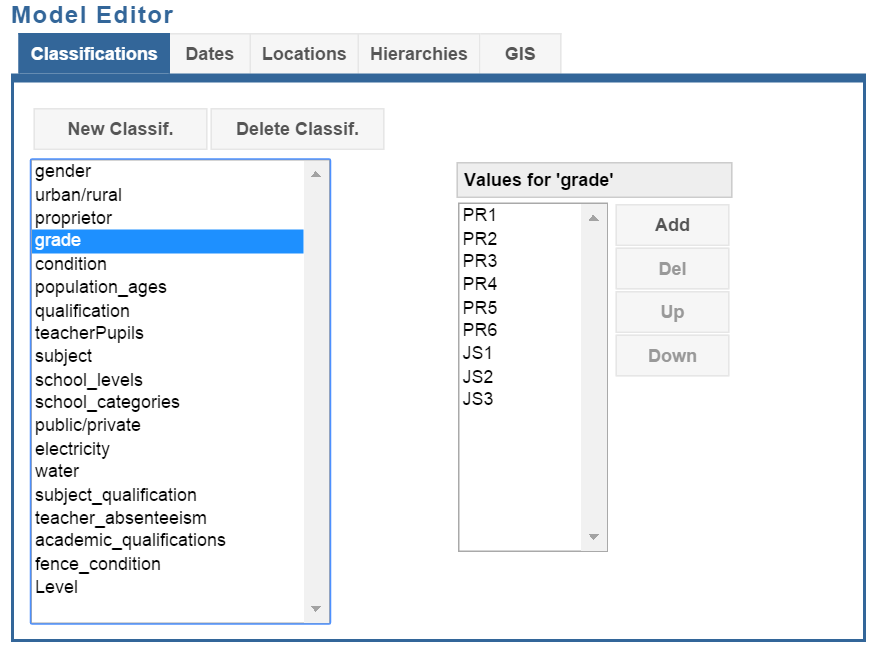 Model Editor
Classifications
Dates
Locations
Hierarchies
GIS
New Classif.
Delete Classif.
gender
urban/rural
proprietor
grade
condition
population_ages
qualification
teacherPupils
subject
school_levels
school_categories
public/private
electricity
water
subject_qualification
teacher_absenteeism
academic_qualifications
fence_condition
Level
Values for 'grade'
PR1
PR2
PR3
PR4
PR5
PR6
JS1
JS2
JS3
Add
Del
Up
Down